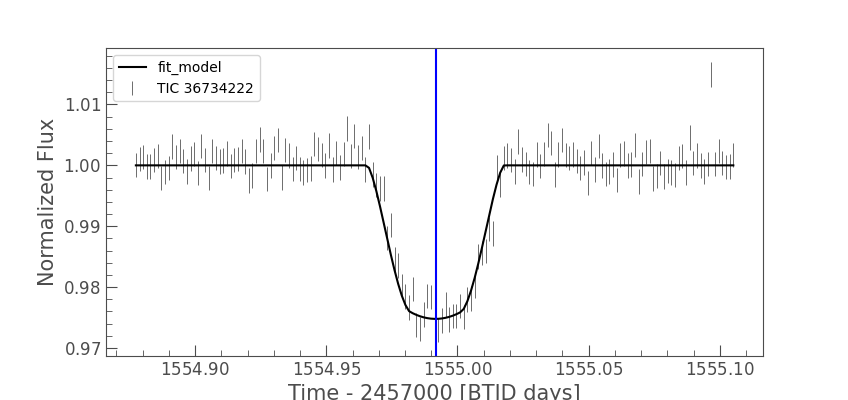 fit_model
TIC 36734222
Normalized Flux
1.01
1.00
0.99
0.98
0.97
1554.90 1554.95 1555.00 1555.05 1555.10
Time - 2457000 [BTJD days]